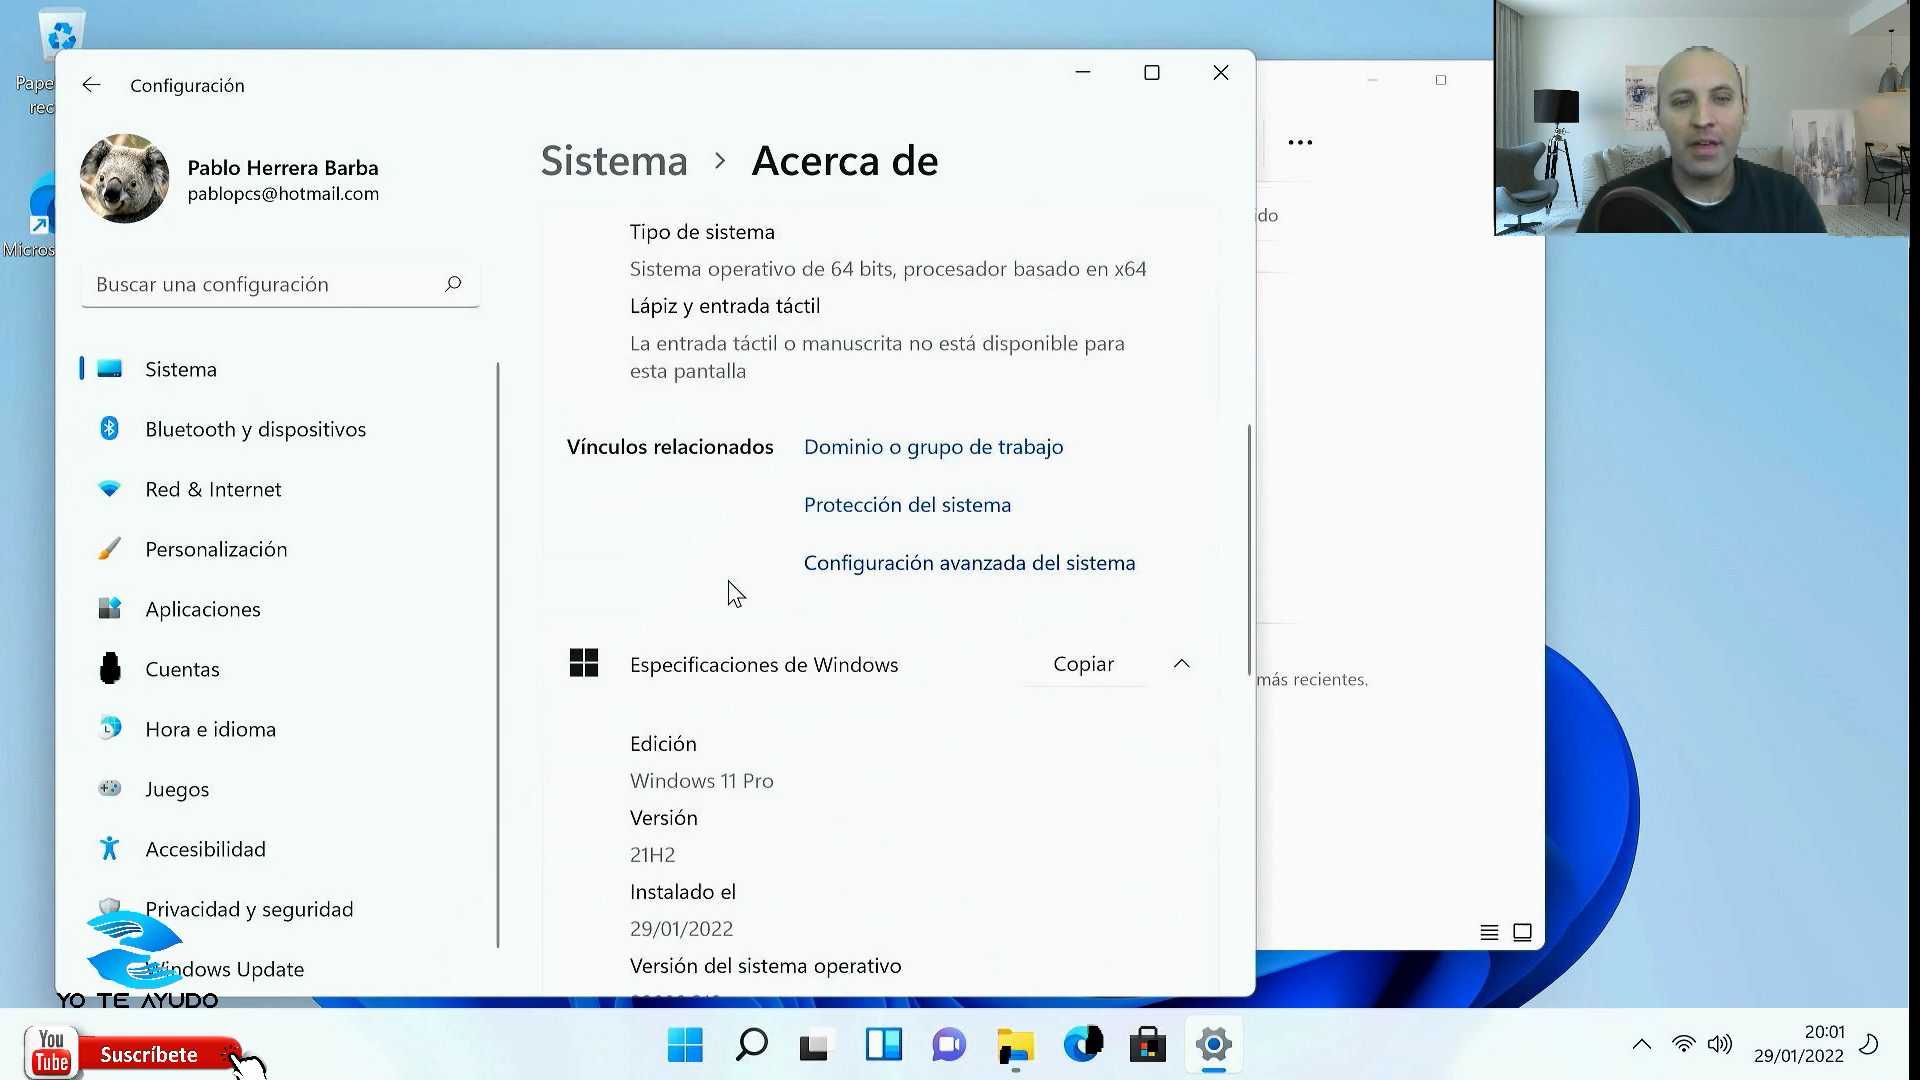 Configuración
Pablo Herrera Barba
pablopcs@hotmail.com
Buscar una configuración
Sistema
Bluetooth y dispositivos
Red & Internet
Personalización
Aplicaciones
Cuentas
Hora e idioma
Juegos
Accesibilidad
Privacidad y seguridad
Windows Update
Sistema > Acerca de
Tipo de sistema
Sistema operativo de 64 bits, procesador basado en x64
Lápiz y entrada táctil
La entrada táctil o manuscrita no está disponible para
esta pantalla
Vínculos relacionados
Dominio o grupo de trabajo
Protección del sistema
Configuración avanzada del sistema
Especificaciones de Windows
Copiar
Edición
Windows 11 Pro
Versión
21H2
Instalado el
29/01/2022
Versión del sistema operativo
Pape
rec
Micros
ido
más recientes.
YO TE AYUDO
You
Tube
Suscríbete
20:01
29/01/2022